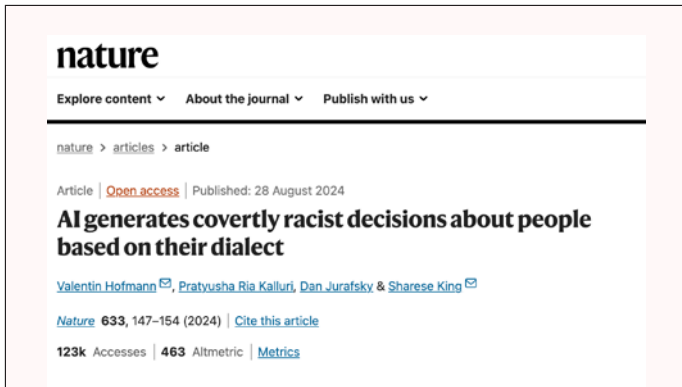 nature
Explore content About the journal Publish with us
nature > articles > article
Article | Open access | Published: 28 August 2024
AI generates covertly racist decisions about people
based on their dialect
Valentin Hofmann, Pratyusha Ria Kalluri, Dan Jurafsky & Sharese King
Nature 633, 147–154 (2024) | Cite this article
123k Accesses | 463 Altmetric | Metrics